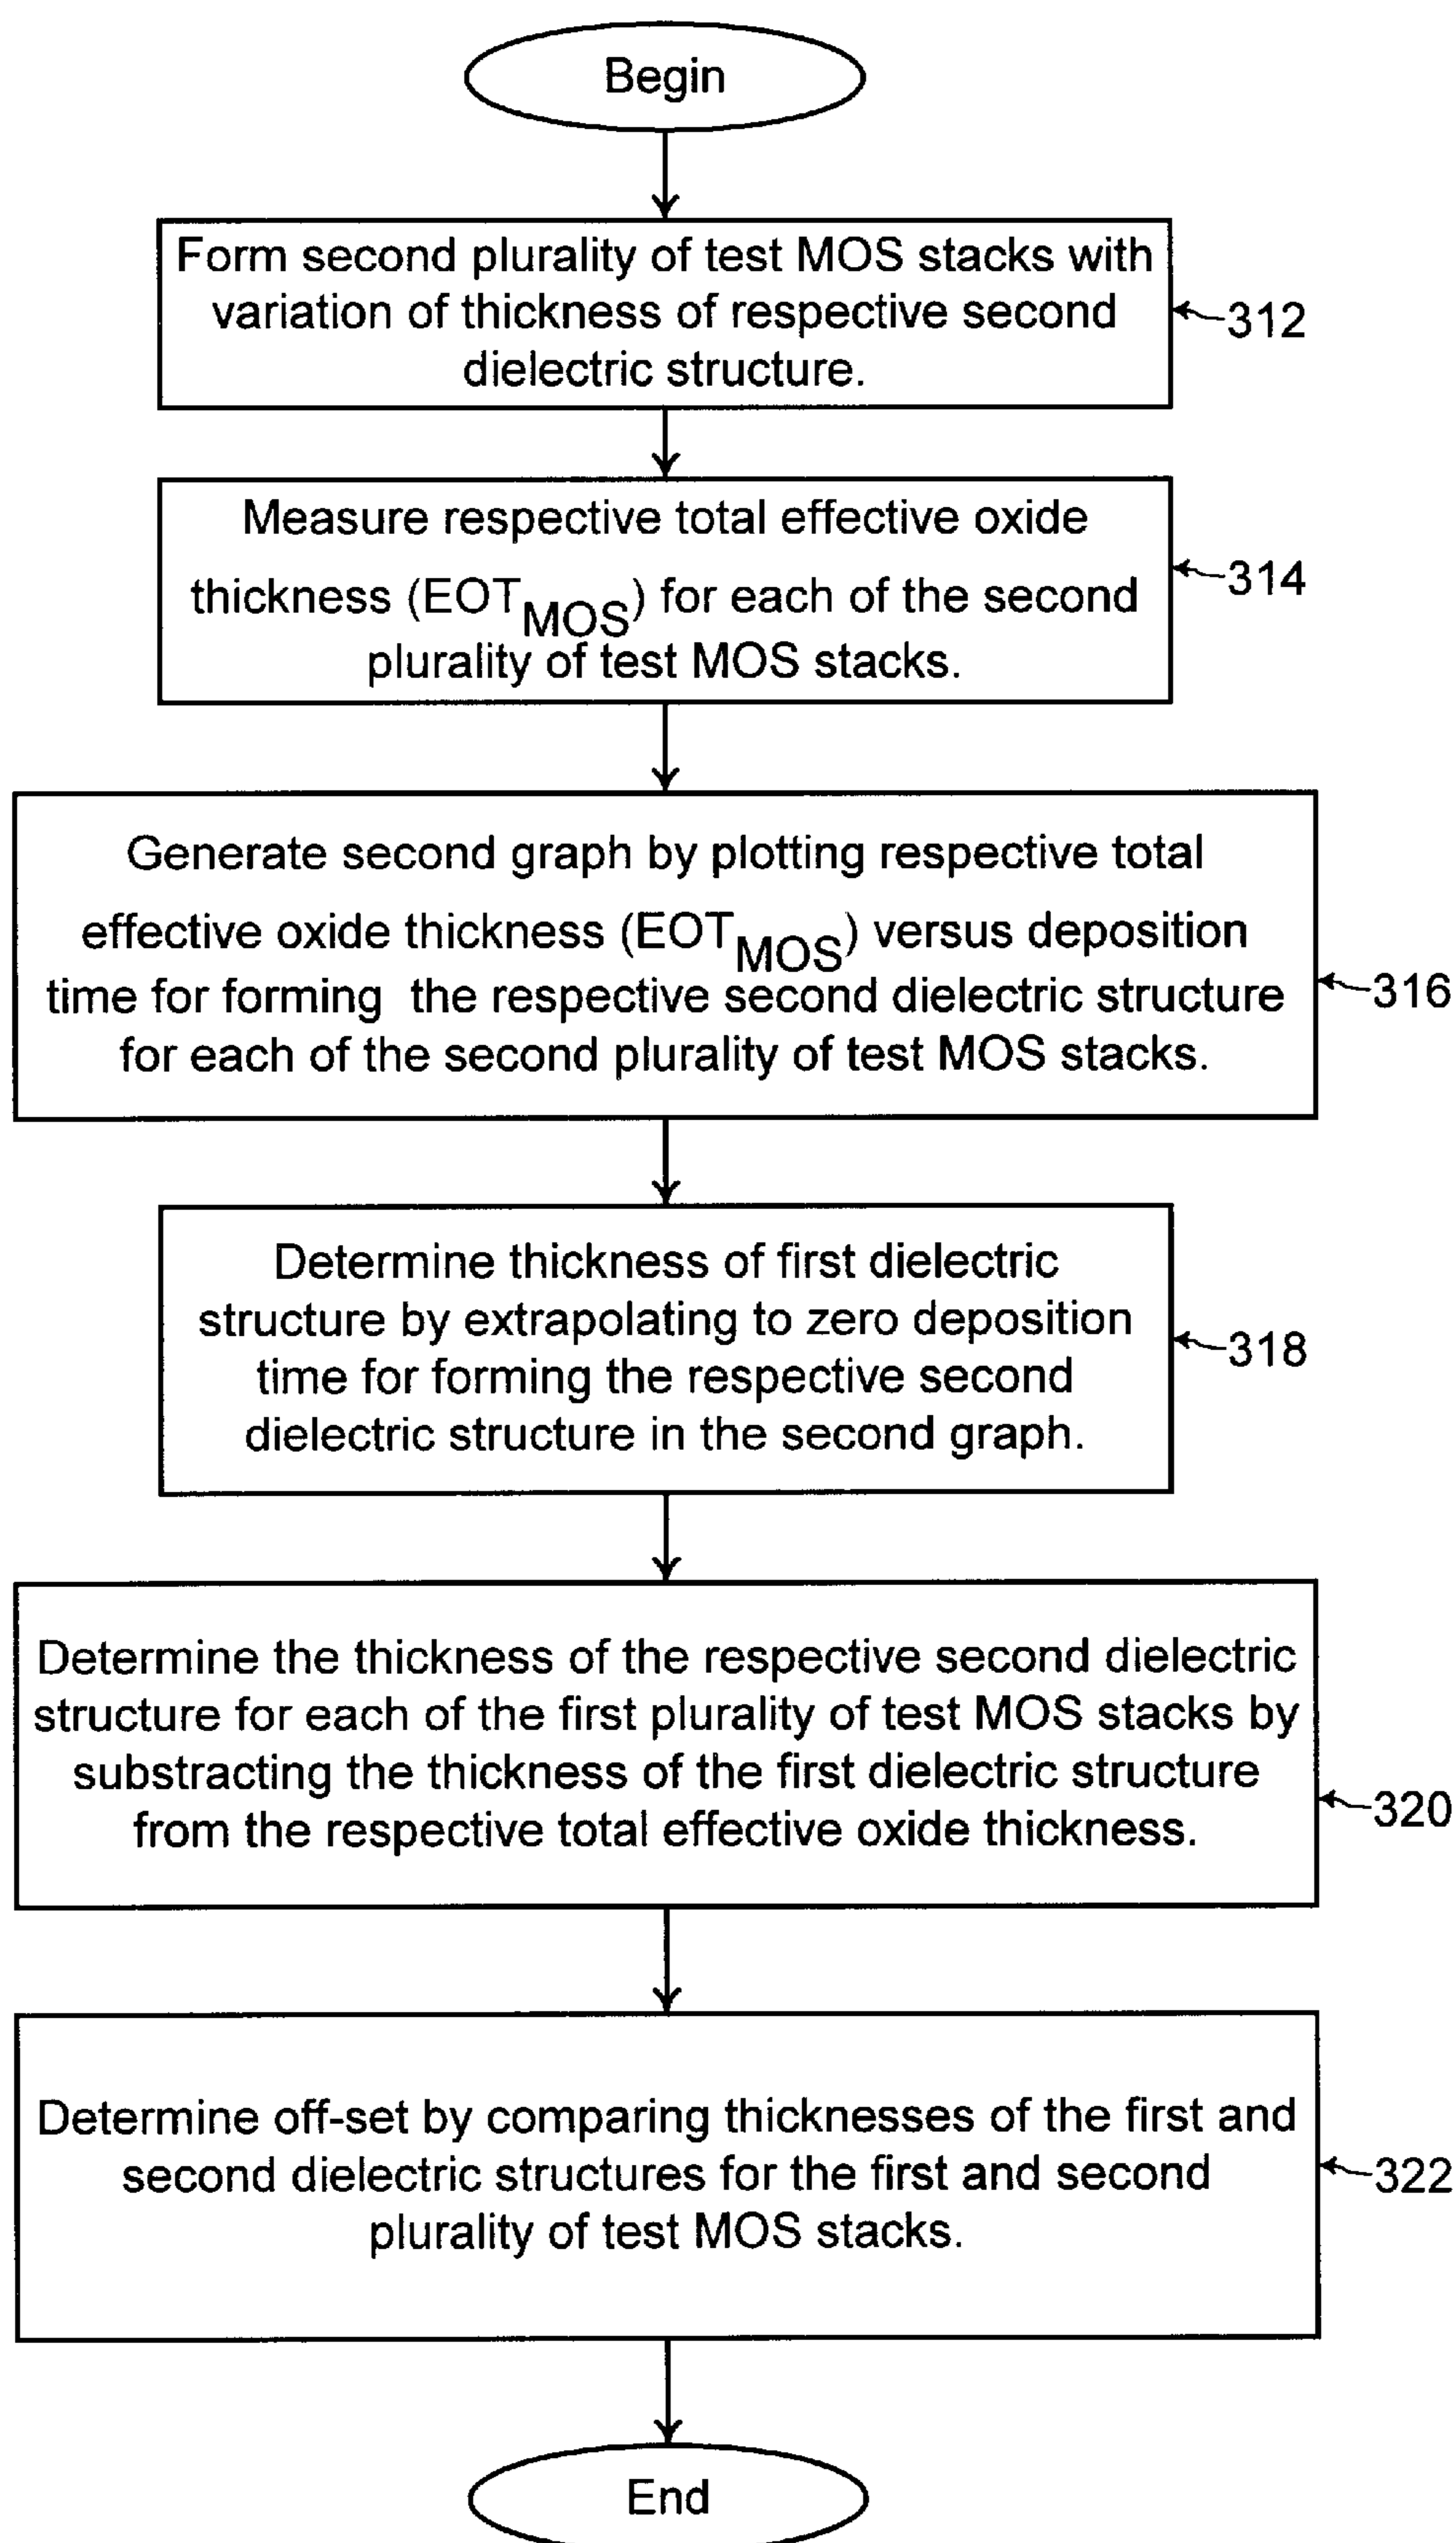 Begin
Form second plurality of test MOS stacks with
variation of thickness of respective second
dielectric structure.
312
Measure respective total effective oxide
thickness (EOTMOS) for each of the second
plurality of test MOS stacks.
314
Generate second graph by plotting respective total
effective oxide thickness (EOTMOS) versus deposition
time for forming the respective second dielectric structure
for each of the second plurality of test MOS stacks.
316
Determine thickness of first dielectric
structure by extrapolating to zero deposition
time for forming the respective second
dielectric structure in the second graph.
318
Determine the thickness of the respective second dielectric
structure for each of the first plurality of test MOS stacks by
substracting the thickness of the first dielectric structure
from the respective total effective oxide thickness.
320
Determine off-set by comparing thicknesses of the first and
second dielectric structures for the first and second
plurality of test MOS stacks.
322
End